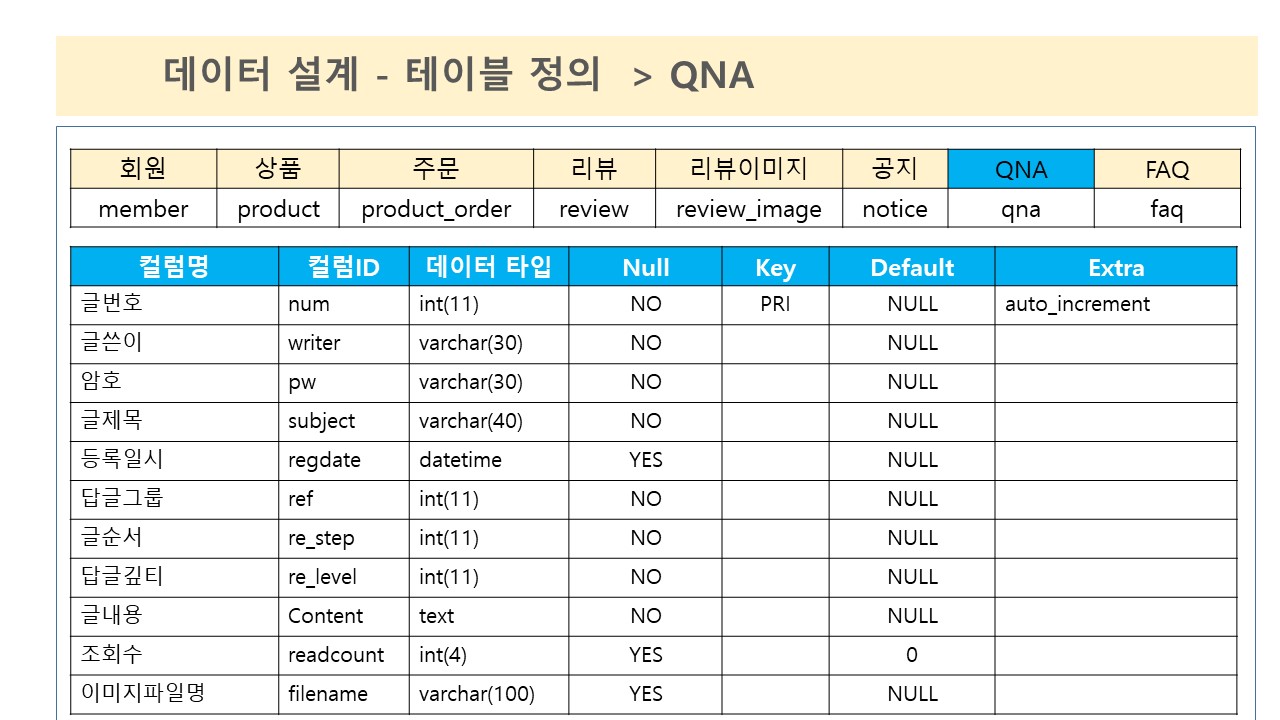 데이터 설계 - 테이블 정의 > QNA
회원 상품 주문 리뷰 리뷰이미지 공지 QNA FAQ
member product product_order review review_image notice qna faq
컬럼명 컬럼ID 데이터 타입 Null Key Default Extra
글번호 num int(11) NO PRI NULL auto_increment
글쓴이 writer varchar(30) NO NULL
암호 pw varchar(30) NO NULL
글제목 subject varchar(40) NO NULL
등록일시 regdate datetime YES NULL
답글그룹 ref int(11) NO NULL
글순서 re_step int(11) NO NULL
답글깊티 re_level int(11) NO NULL
글내용 Content text NO NULL
조회수 readcount int(4) YES 0
이미지파일명 filename varchar(100) YES NULL